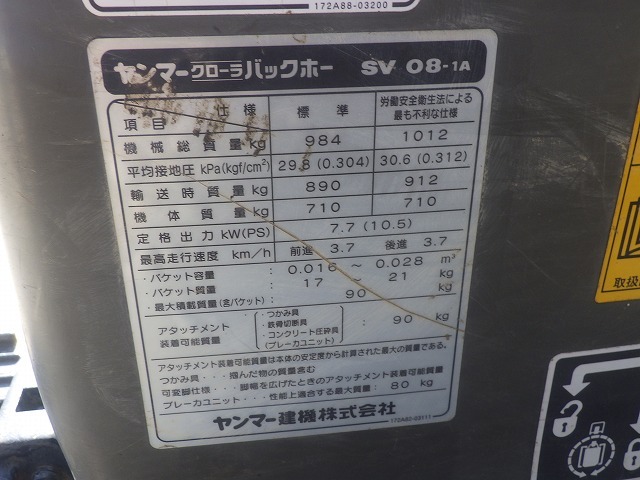 172A88-03200
ヤンマークローラバックホー SV 08-1A
仕様 標準 労働安全衛生法による最も不利な仕様
項目
機械総質量 kg 984 1012
平均接地圧 kPa(kgf/cm²) 29.8 (0.304) 30.6 (0.312)
輸送時質量 kg 890 912
機体質量 kg 710 710
定格出力 kW(PS) 7.7 (10.5)
最高走行速度 km/h 前進 3.7 後進 3.7
・バケット容量 : 0.016 ～ 0.028 m³
・バケット質量 : 17 ～ 21 kg
・最大積載質量(含バケット) : 90 kg
アタッチメント装着可能質量 ・つかみ具 ・鉄骨切断具 ・コンクリート圧砕具 (ブレーカユニット) : 90 kg
アタッチメント装着可能質量は本体の安定度から計算された最大の質量である。
つかみ具・・・掴んだ物の質量含む
可変脚仕様・・・脚幅を広げたときのアタッチメント装着可能質量
ブレーカユニット・・・性能上適合する最大質量: 80 kg
ヤンマー建機株式会社
172A80-03111
取扱